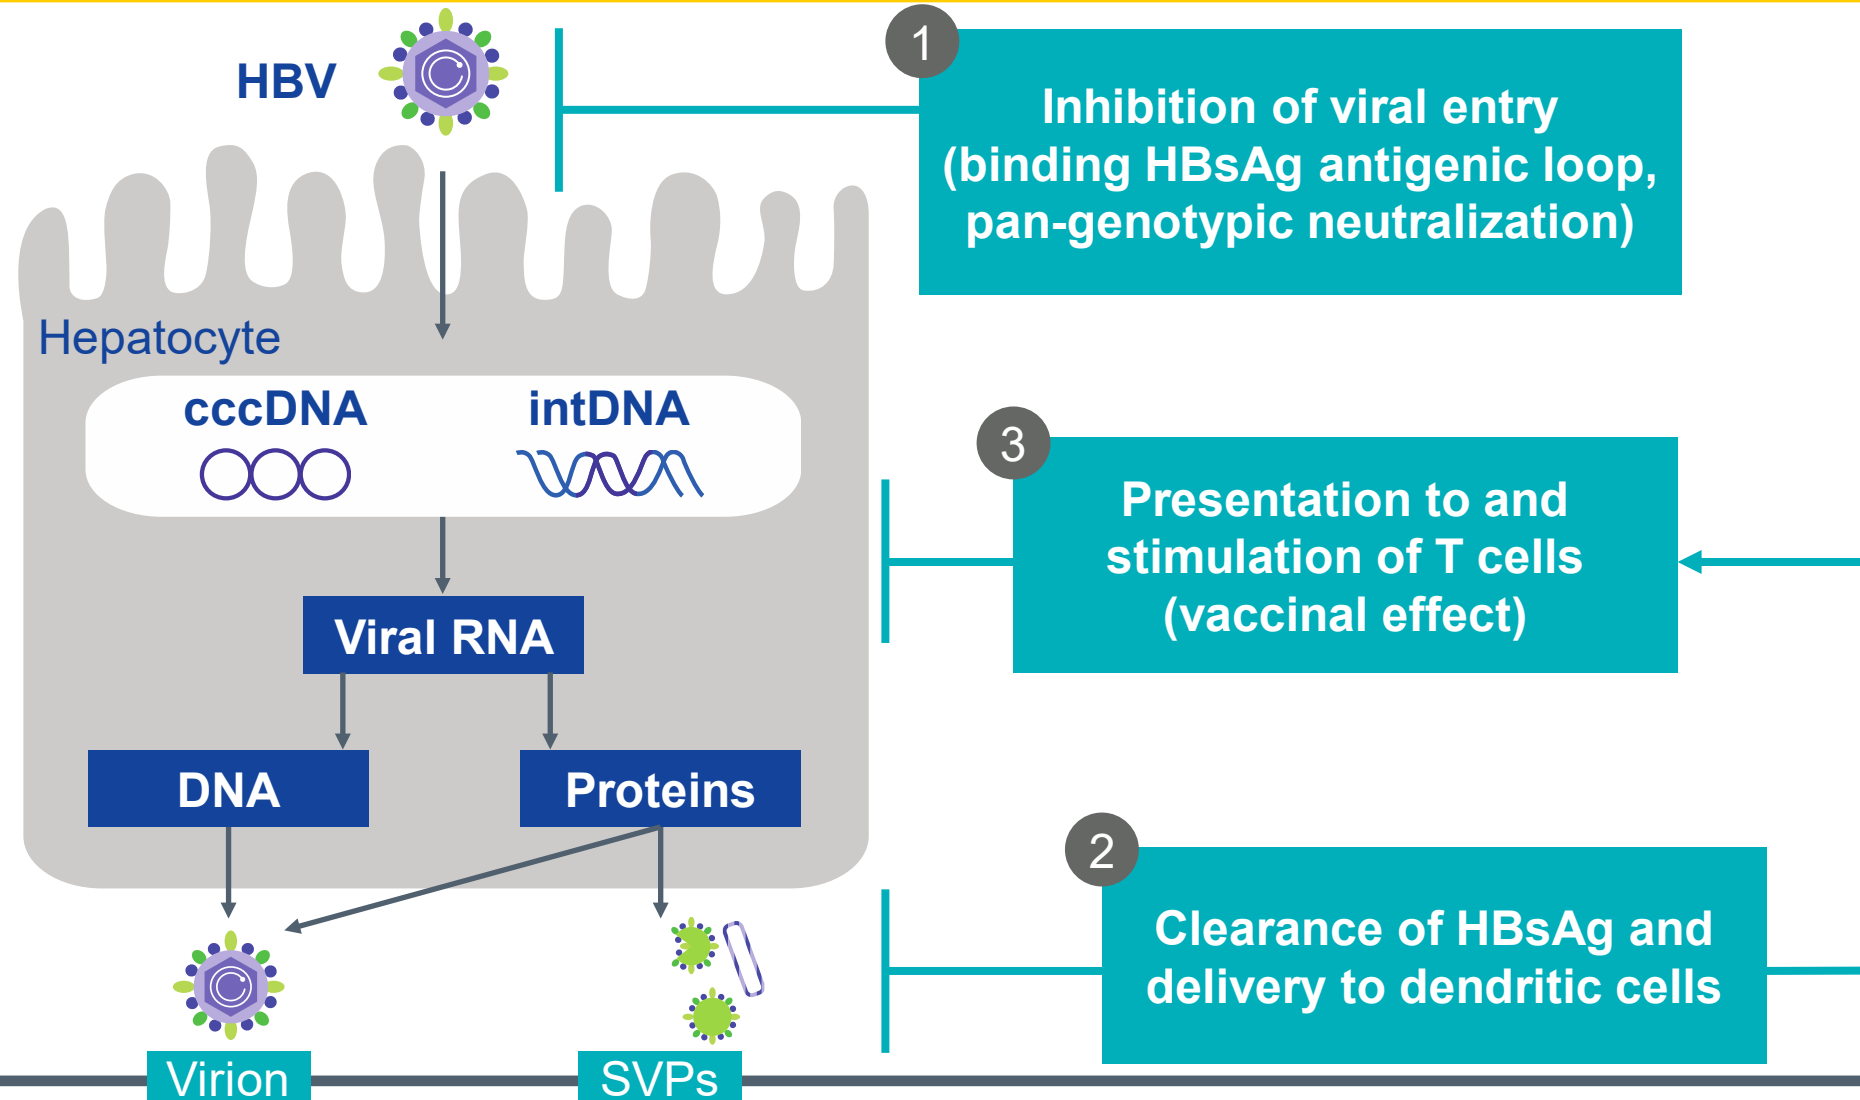 HBV
1
Inhibition of viral entry
(binding HBsAg antigenic loop,
pan-genotypic neutralization)
Hepatocyte
cccDNA
intDNA
3
Presentation to and
stimulation of T cells
(vaccinal effect)
Viral RNA
DNA
Proteins
2
Clearance of HBsAg and
delivery to dendritic cells
Virion
SVPs